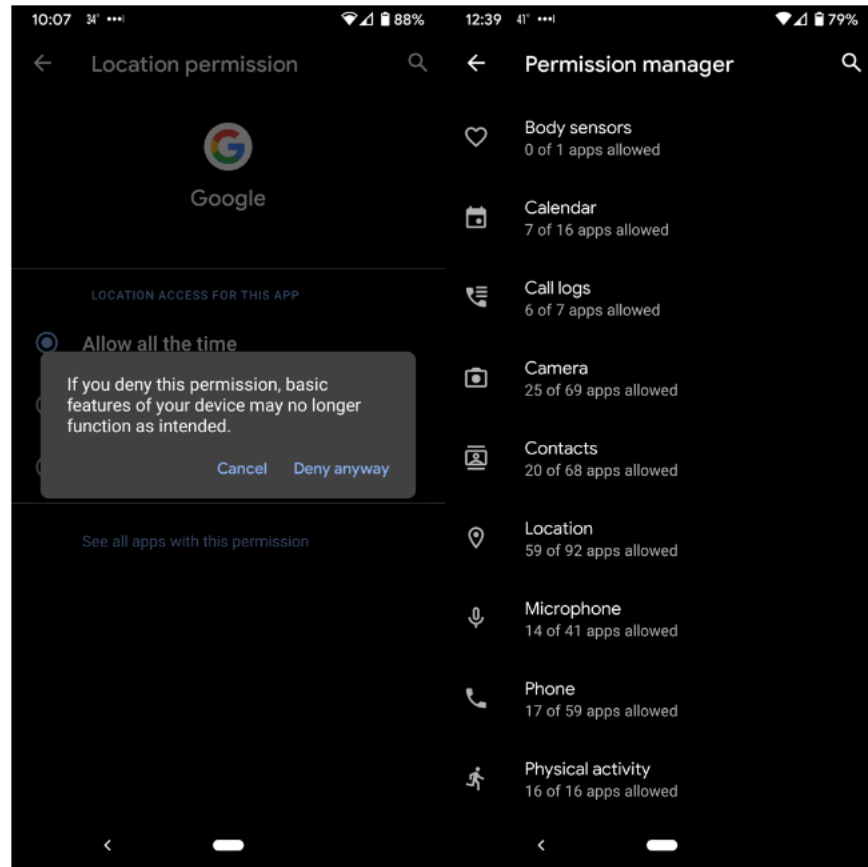 10:07 34° •••
88%
Location permission
Google
LOCATION ACCESS FOR THIS APP
Allow all the time
If you deny this permission, basic
features of your device may no longer
function as intended.
Cancel Deny anyway
See all apps with this permission
12:39 41° •••
79%
Permission manager
Body sensors
0 of 1 apps allowed
Calendar
7 of 16 apps allowed
Call logs
6 of 7 apps allowed
Camera
25 of 69 apps allowed
Contacts
20 of 68 apps allowed
Location
59 of 92 apps allowed
Microphone
14 of 41 apps allowed
Phone
17 of 59 apps allowed
Physical activity
16 of 16 apps allowed